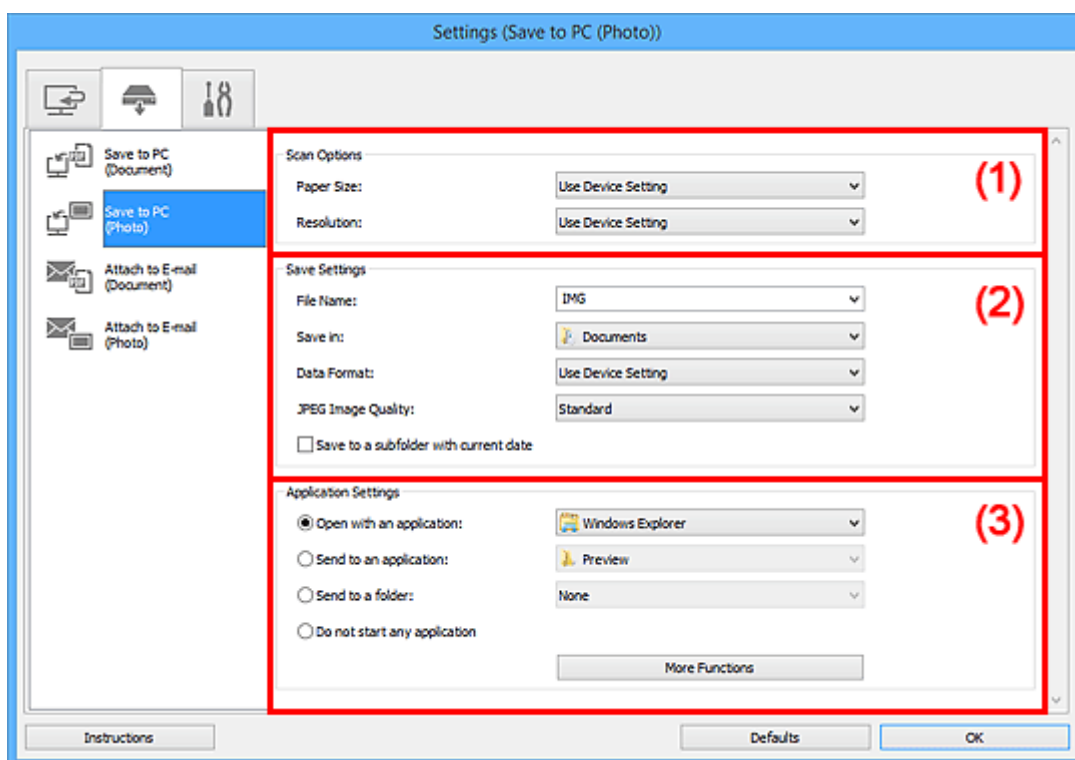 Settings (Save to PC (Photo))
Save to PC
(Document)
Save to PC
(Photo)
Attach to E-mail
(Document)
Attach to E-mail
(Photo)
Scan Options
(1)
Paper Size: Use Device Setting
Resolution: Use Device Setting
Save Settings
(2)
File Name: IMG
Save in: Documents
Data Format: Use Device Setting
JPEG Image Quality: Standard
Save to a subfolder with current date
Application Settings
(3)
Open with an application: Windows Explorer
Send to an application: Preview
Send to a folder: None
Do not start any application
More Functions
Instructions Defaults OK